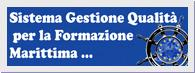 Sistema Gestione Qualità
per la Formazione
Marittima ...